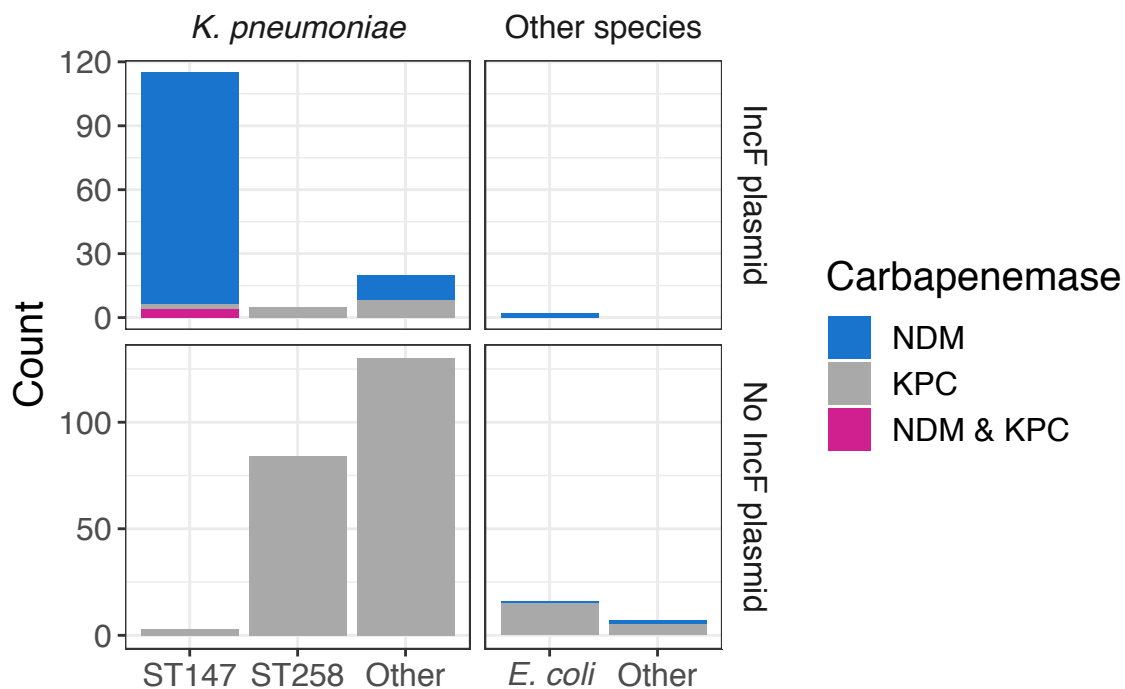 K. pneumoniae
Other species
120
90
60
30
0
IncF plasmid
Count
100
50
0
No IncF plasmid
ST147
ST258
Other
E. coli
Other
Carbapenemase
NDM
KPC
NDM & KPC